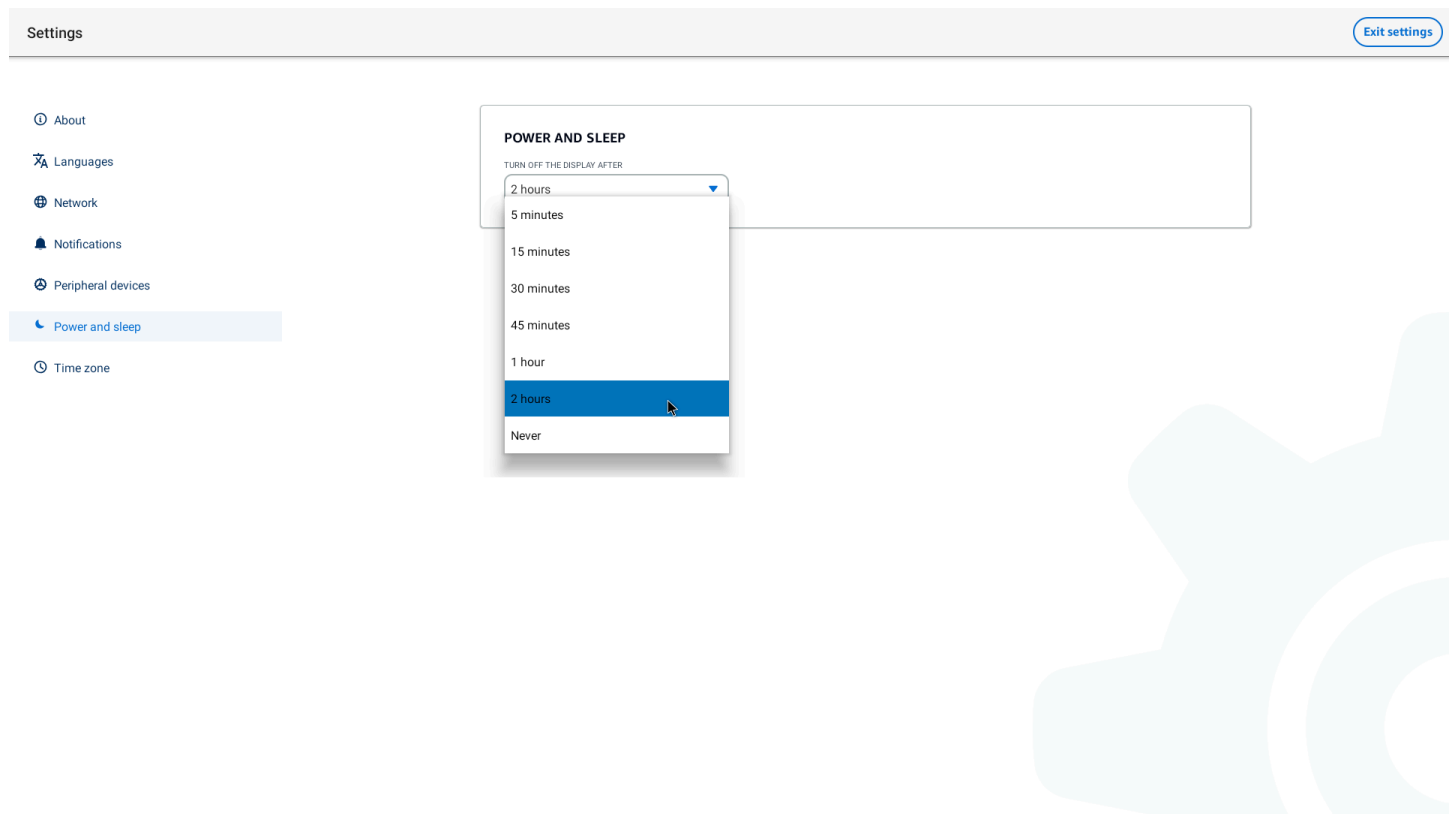 Settings
Exit settings
About
Languages
Network
Notifications
Peripheral devices
Power and sleep
Time zone
POWER AND SLEEP
TURN OFF THE DISPLAY AFTER
2 hours
5 minutes
15 minutes
30 minutes
45 minutes
1 hour
2 hours
Never